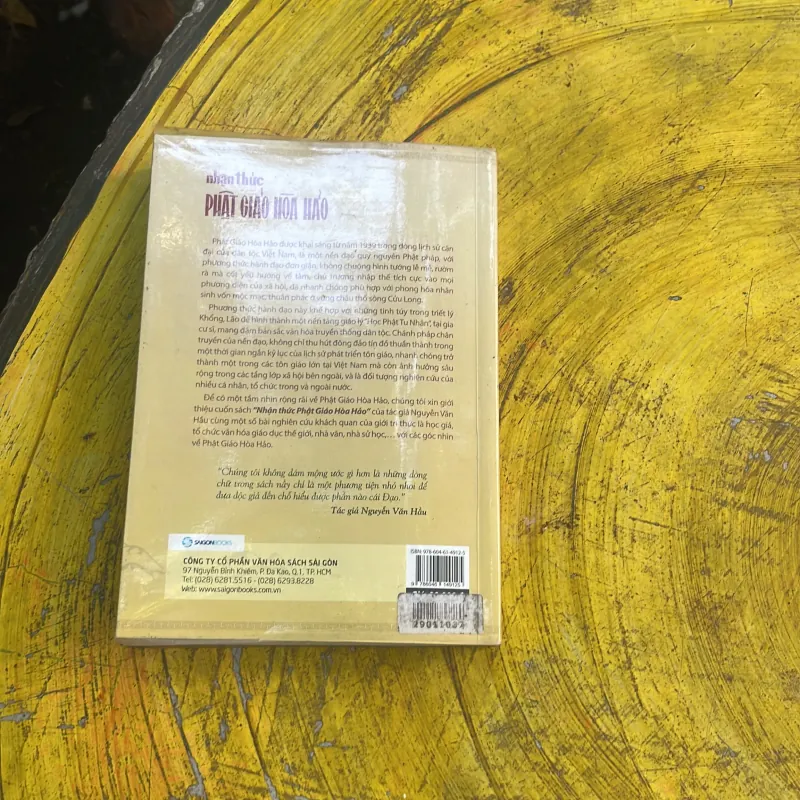 nhận thức
PHẬT GIÁO HÒA HẢO
Phật Giáo Hòa Hảo được khai sáng từ năm 1939 trong dòng lịch sử cận
đại của dân tộc Việt Nam, là một nền đạo quy nguyên Phật pháp, với
phương thức hành đạo đơn giản, không chuộng hình tướng lễ mễ, rườm
rà mà cốt yếu hướng về tâm, chủ trương nhập thế tích cực vào mọi
phương diện của xã hội, đã nhanh chóng phù hợp với phong hóa nhân
sinh vốn mộc mạc, thuần phác ở vùng châu thổ sông Cửu Long.
Phương thức hành đạo này khế hợp với những tinh túy trong triết lý
Khổng, Lão để hình thành một nền tảng giáo lý "Học Phật Tu Nhân", tại gia
cư sĩ, mang đậm bản sắc văn hóa truyền thống dân tộc. Chánh pháp chân
truyền của nền đạo, không chỉ thu hút đông đảo tín đồ thuần thành trong
một thời gian ngắn kỷ lục của lịch sử phát triển tôn giáo, nhanh chóng trở
thành một trong các tôn giáo lớn tại Việt Nam mà còn ảnh hưởng sâu
rộng trong các tầng lớp xã hội bên ngoài, và là đối tượng nghiên cứu của
nhiều cá nhân, tổ chức trong và ngoài nước.
Để có một tầm nhìn rộng rãi về Phật Giáo Hòa Hảo, chúng tôi xin giới
thiệu cuốn sách "Nhận thức Phật Giáo Hòa Hảo" của tác giả Nguyễn Văn
Hầu cùng một số bài nghiên cứu khách quan của giới trí thức là học giả,
tổ chức văn hóa giáo dục thế giới, nhà văn, nhà sử học,… với các góc nhìn
về Phật Giáo Hòa Hảo.
"Chúng tôi không dám mộng ước gì hơn là những dòng
chữ trong sách nầy chỉ là một phương tiện nhỏ nhoi để
đưa độc giả đến chỗ hiểu được phần nào cái Đạo."
Tác giả Nguyễn Văn Hầu
SAIGONBOOKS
CÔNG TY CỔ PHẦN VĂN HÓA SÁCH SÀI GÒN
97 Nguyễn Bỉnh Khiêm, P. Đa Kao, Q.1, TP. HCM
Tel: (028) 6281.5516 - (028) 6293.8228
Web: www.saigonbooks.com.vn
ISBN: 978-604-61-4912-5
9 786046 149125